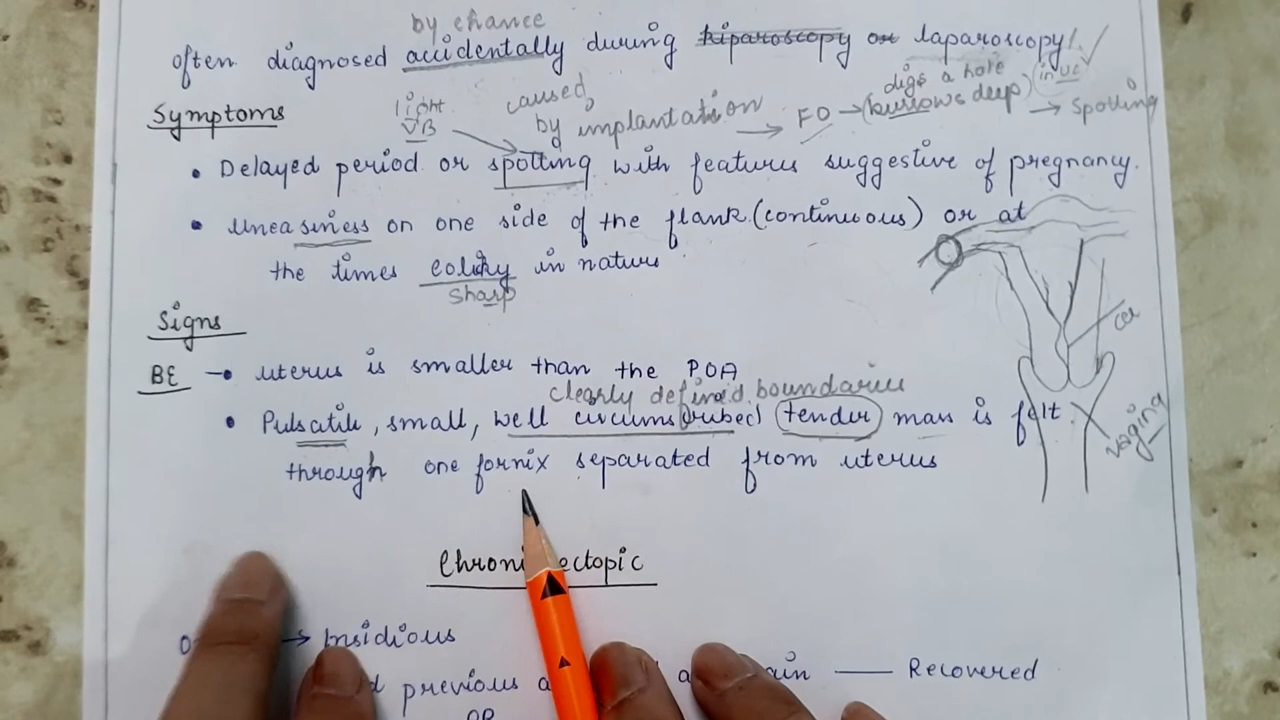 by chance
often diagnosed accidentally during laparoscopy
digs a hole
light VB caused by implantation → FO → (burrows deep) in UC → Spotting
Symptoms
• Delayed period or spotting with features suggestive of pregnancy.
• Uneasiness on one side of the flank (continuous) or at
the times colicky in nature
sharp
Signs
BE → • uterus is smaller than the POA
clearly defined boundaries
• Pulsatile, small, well circumscribed tender mass is felt
through one fornix separated from uterus
cer
vagina
Chronic ectopic
→ Insidious
previous a — Recovered
OR